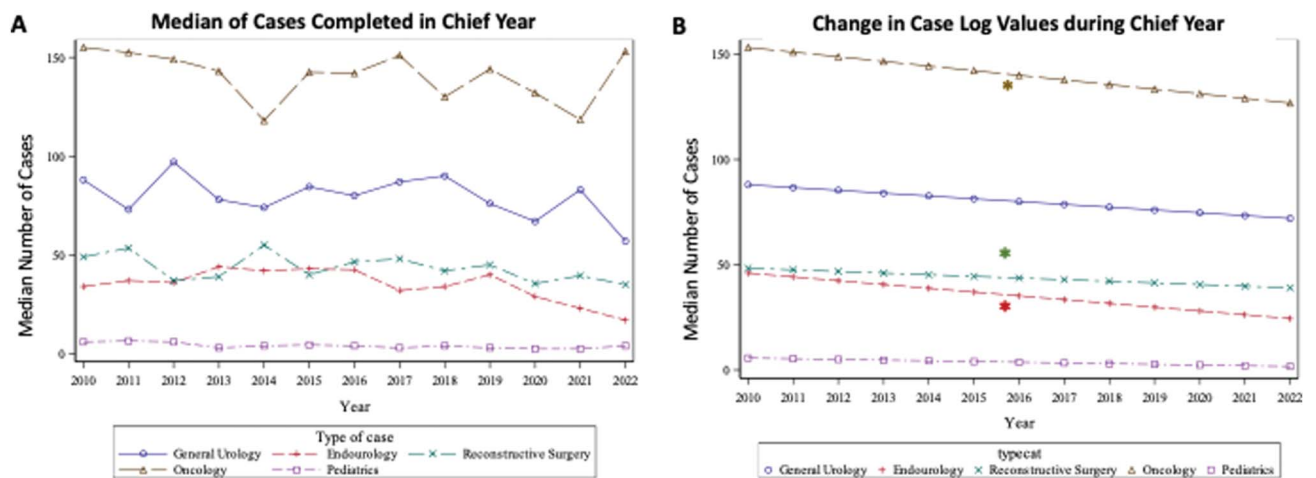 A
Median of Cases Completed in Chief Year
Median Number of Cases
150
100
50
0
2010 2011 2012 2013 2014 2015 2016 2017 2018 2019 2020 2021 2022
Year
Type of case
General Urology Endourology Reconstructive Surgery
Oncology Pediatrics
B
Change in Case Log Values during Chief Year
Median Number of Cases
150
100
50
0
2010 2011 2012 2013 2014 2015 2016 2017 2018 2019 2020 2021 2022
Year
typecat
General Urology Endourology Reconstructive Surgery Oncology Pediatrics